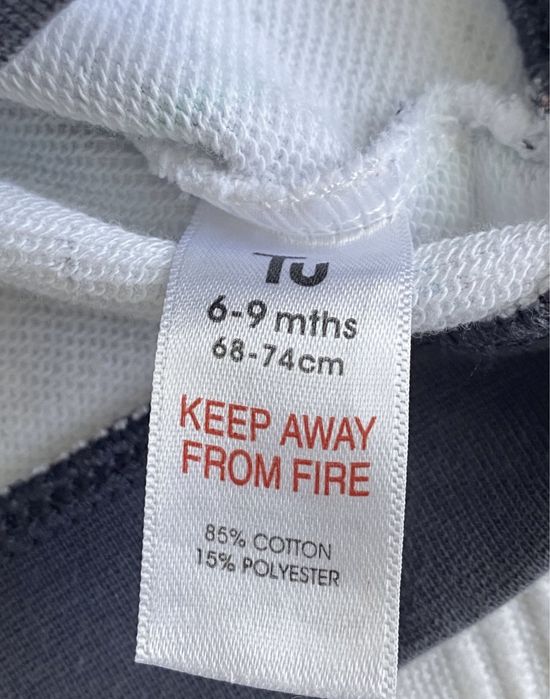 Tu
6-9 mths
68-74cm
KEEP AWAY
FROM FIRE
85% COTTON
15% POLYESTER